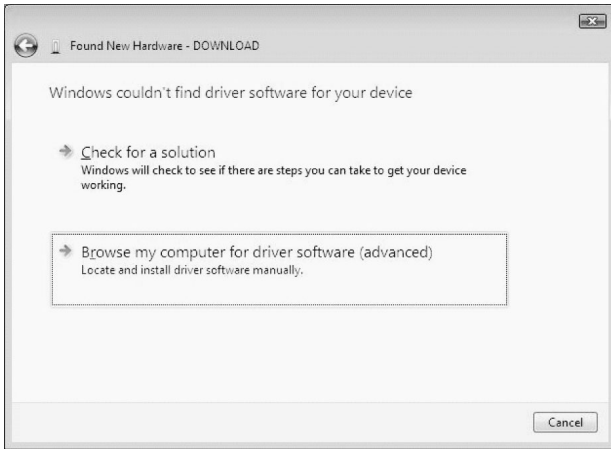 Found New Hardware - DOWNLOAD
Windows couldn't find driver software for your device
Check for a solution
Windows will check to see if there are steps you can take to get your device
working.
Browse my computer for driver software (advanced)
Locate and install driver software manually.
Cancel